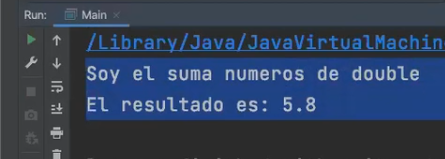 Run: Main ×
/Library/Java/JavaVirtualMachin
Soy el suma numeros de double
El resultado es: 5.8